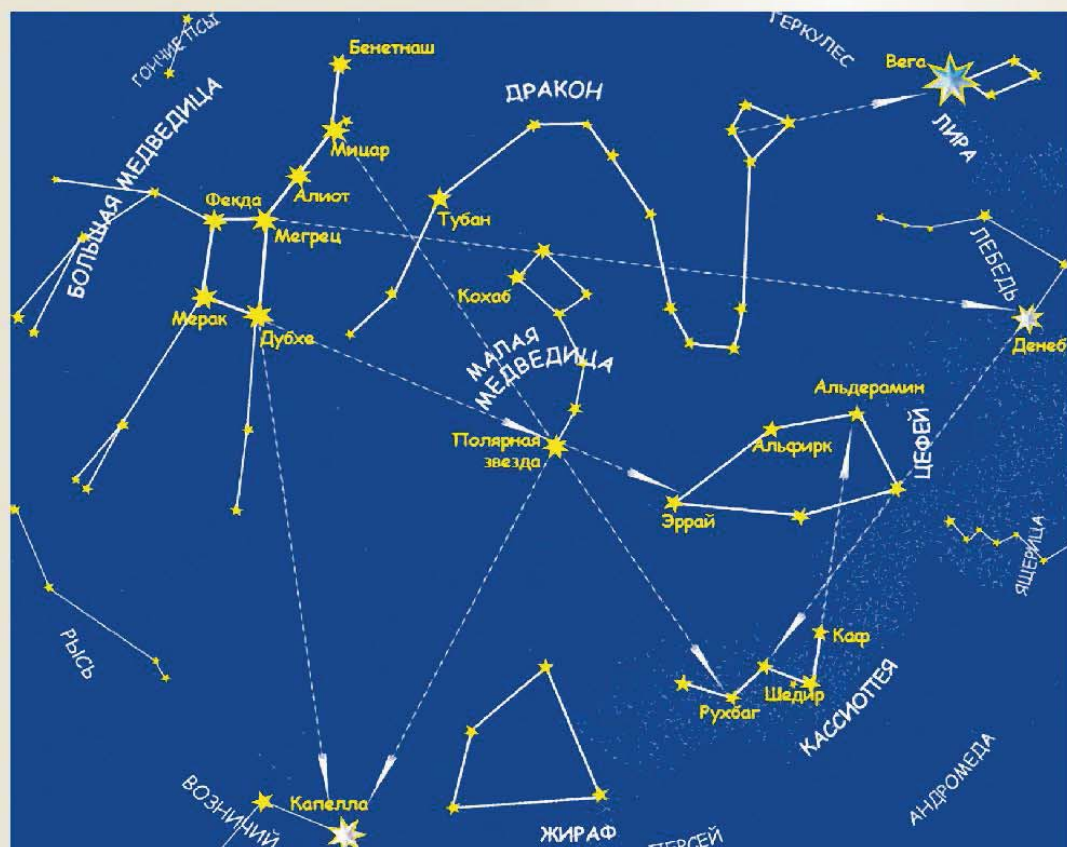 ГОНЧИЕ ПСЫ
Бенетнаш
ГЕРКУЛЕС
Вега
ДРАКОН
ЛИРА
БОЛЬШАЯ МЕДВЕДИЦА
Мицар
Алиот
Фекда
Мегрец
Тубан
ЛЕБЕДЬ
Кохаб
Мерак
Дубхе
Денеб
МАЛАЯ
МЕДВЕДИЦА
Альдерамин
Полярная
звезда
Альфирк
ЦЕФЕЙ
Эррай
ЯЩЕРИЦА
РЫСЬ
Каф
Шедир
Рухбаг
КАССИОПЕЯ
АНДРОМЕДА
ВОЗНИЧИЙ
Капелла
ЖИРАФ
ПЕРСЕЙ